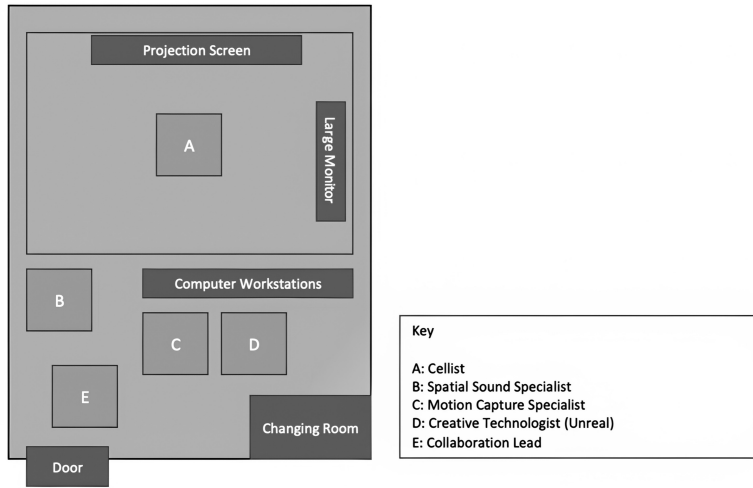 Projection Screen
A
Large Monitor
B
Computer Workstations
C
D
E
Changing Room
Door
Key
A: Cellist
B: Spatial Sound Specialist
C: Motion Capture Specialist
D: Creative Technologist (Unreal)
E: Collaboration Lead